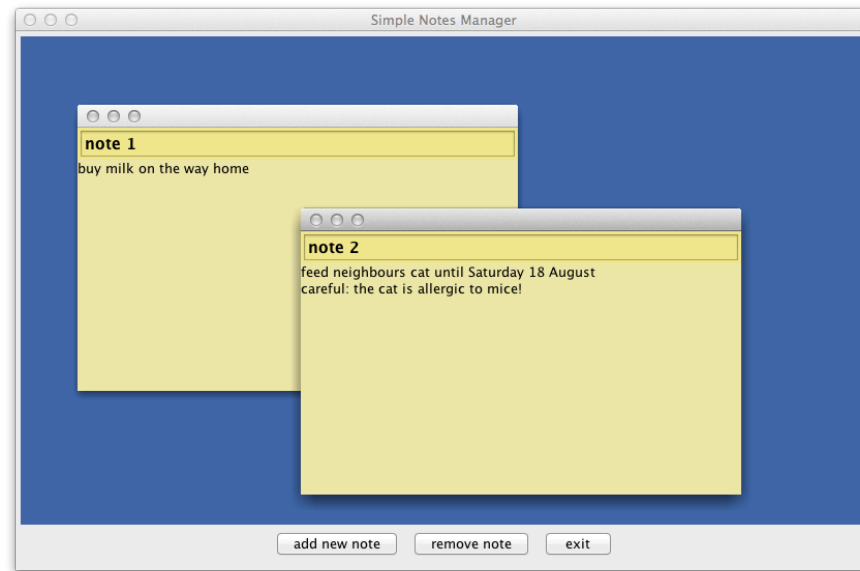 Simple Notes Manager
note 1
buy milk on the way home
note 2
feed neighbours cat until Saturday 18 August
careful: the cat is allergic to mice!
add new note
remove note
exit